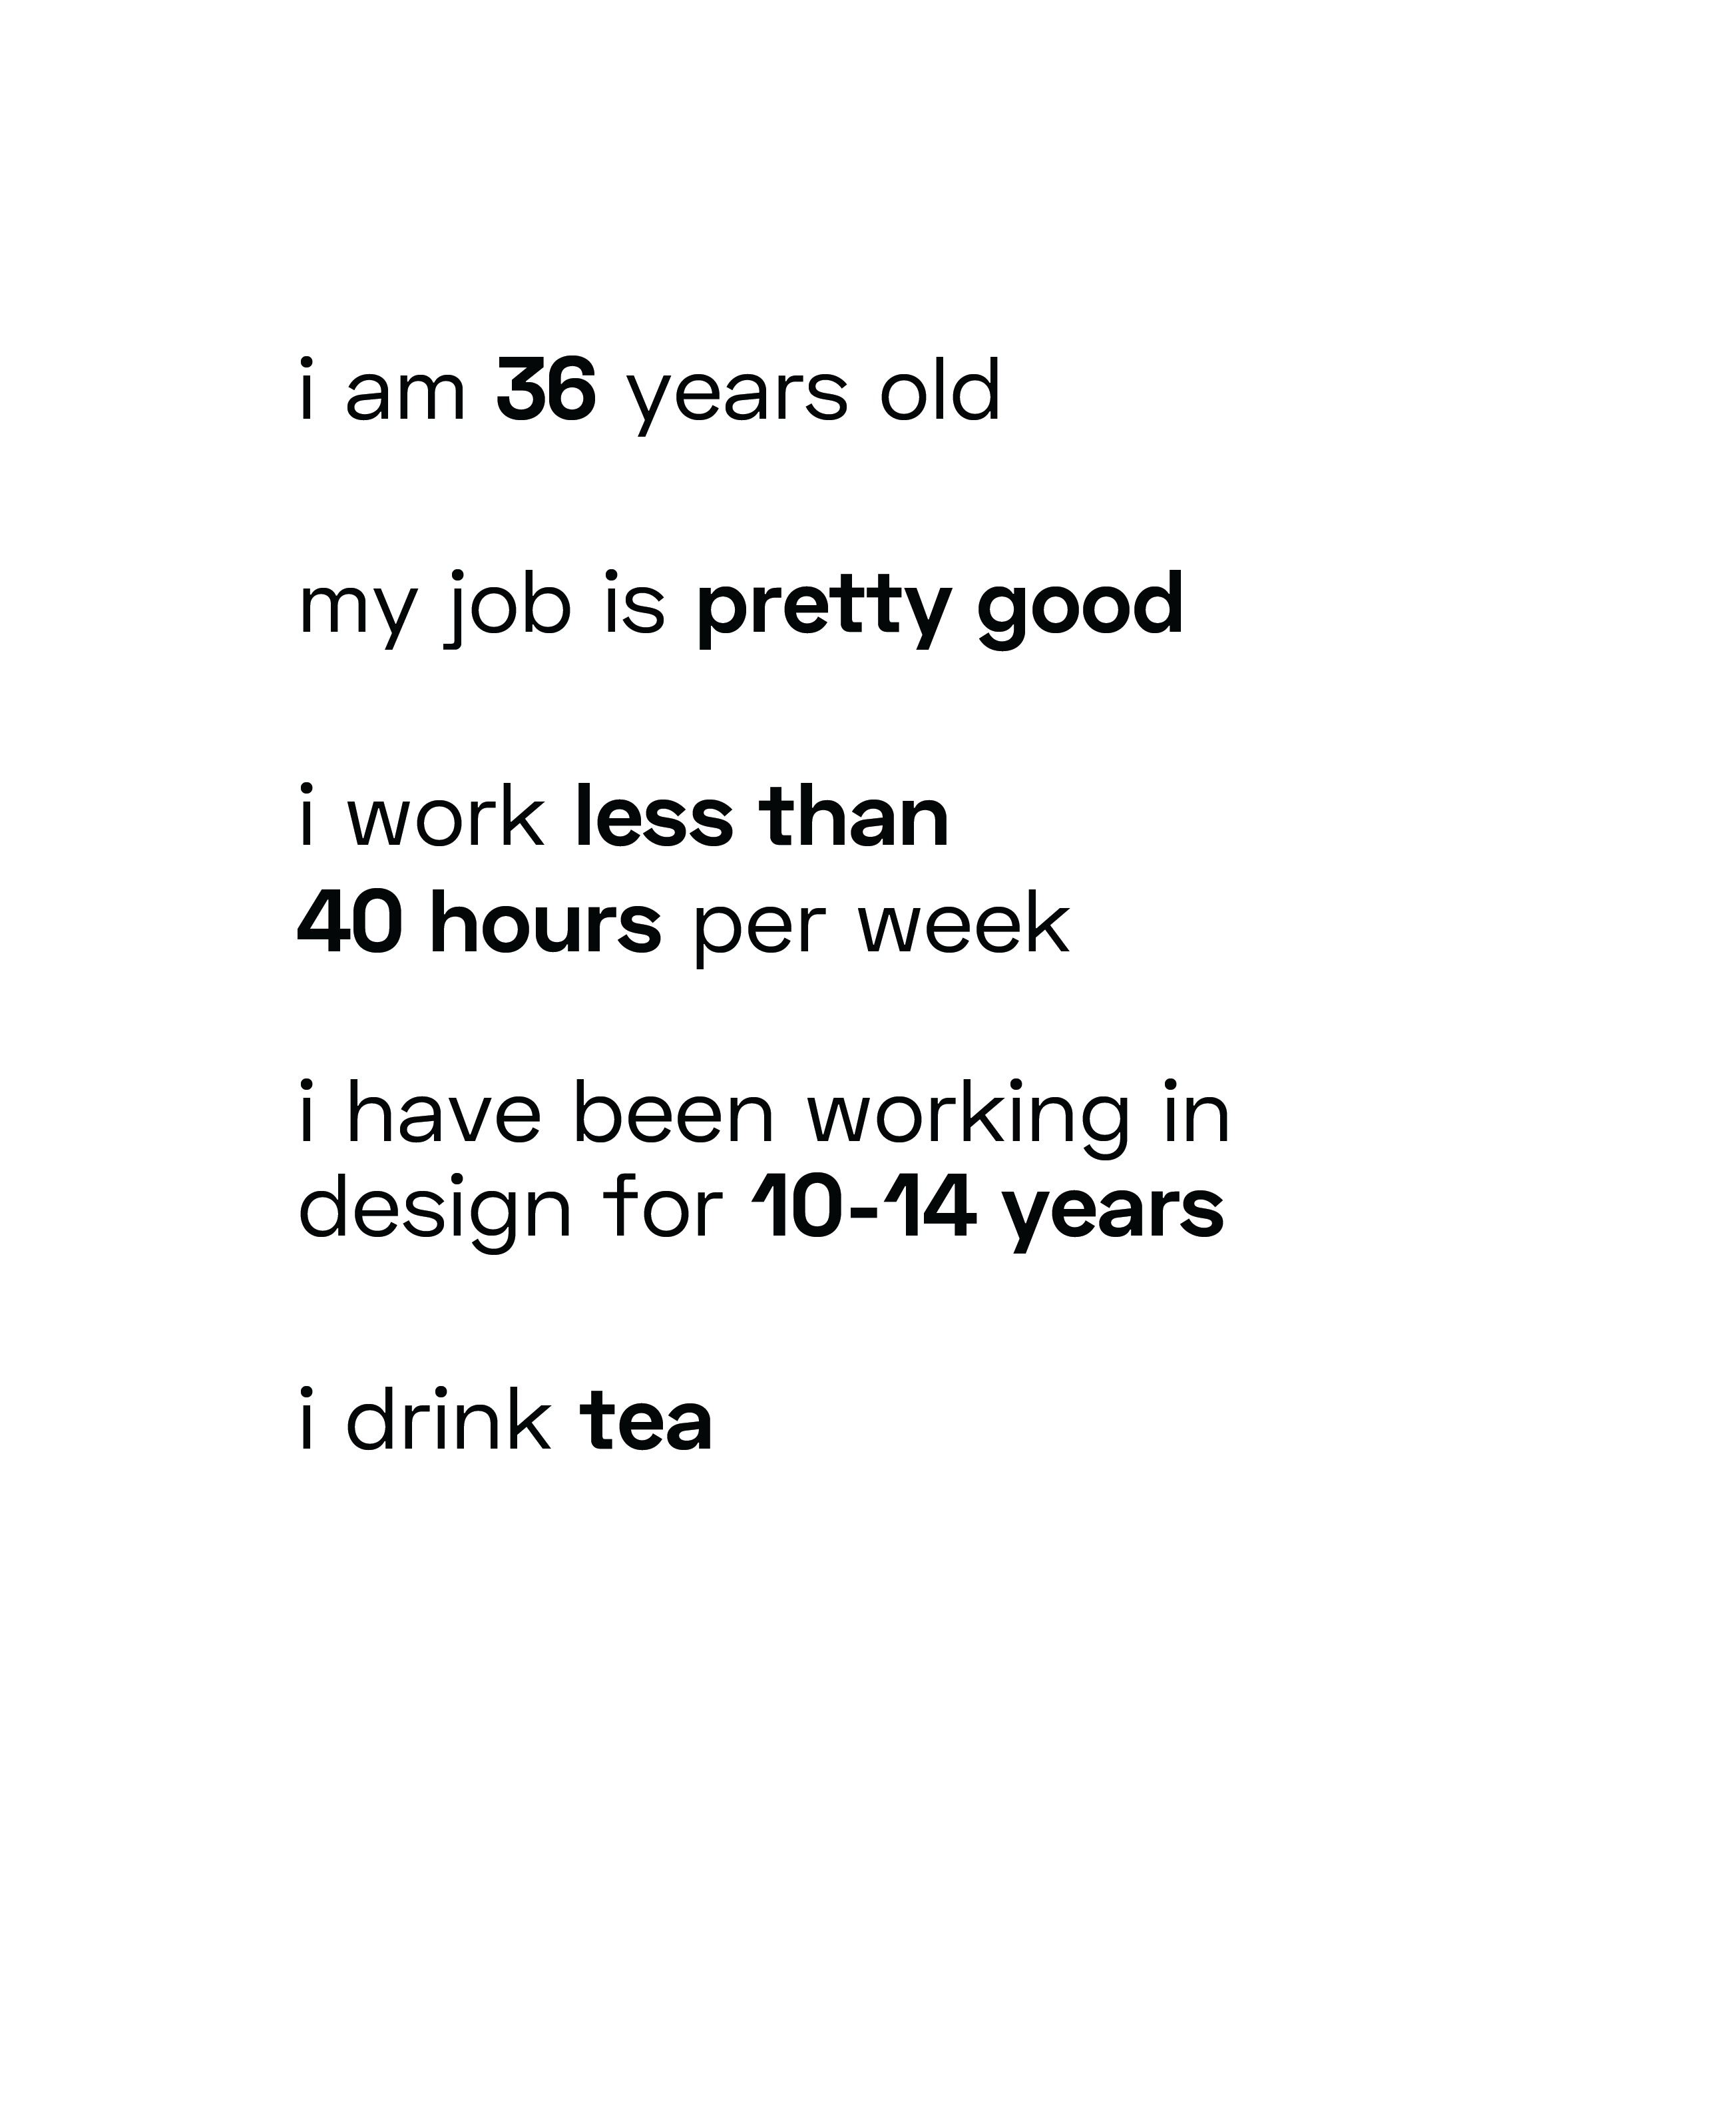 i am 36 years old
my job is pretty good
i work less than
40 hours per week
i have been working in
design for 10-14 years
i drink tea